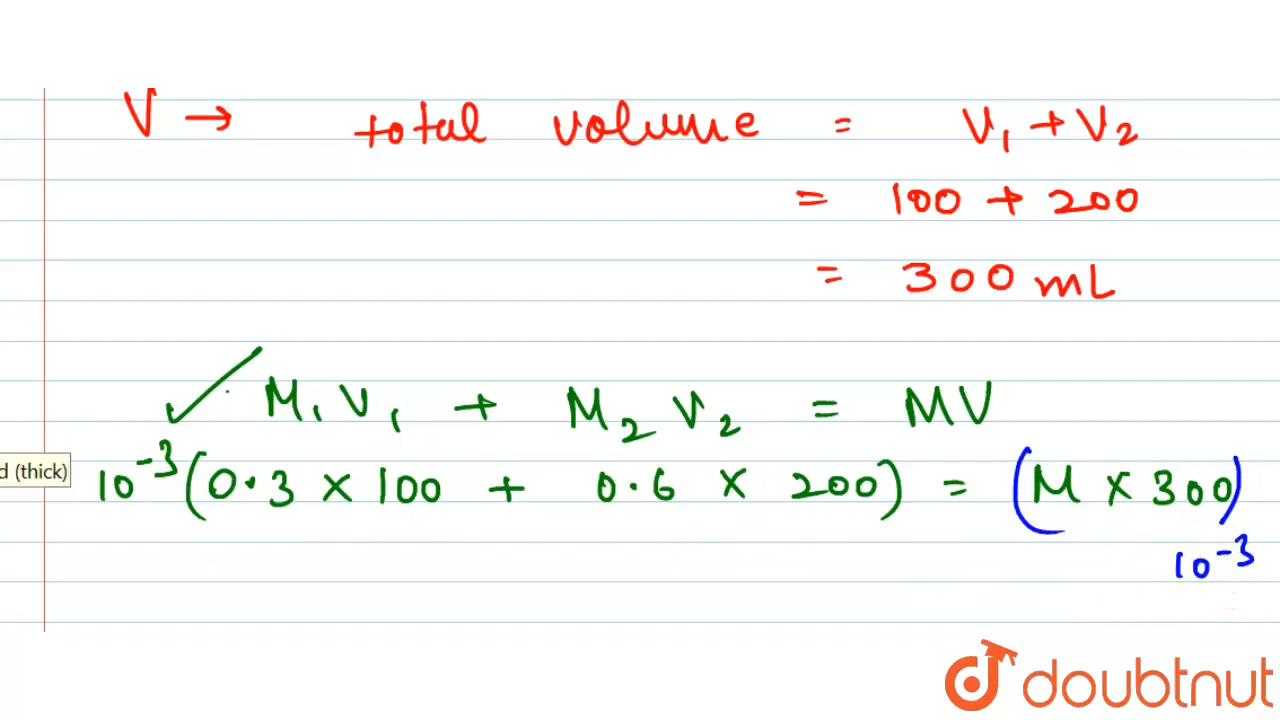 V → total volume = V₁ + V₂
= 100 + 200
= 300 mL
✓ M₁V₁ + M₂V₂ = MV
d (thick)
10⁻³(0.3 × 100 + 0.6 × 200) = (M × 300)
10⁻³
doubtnut